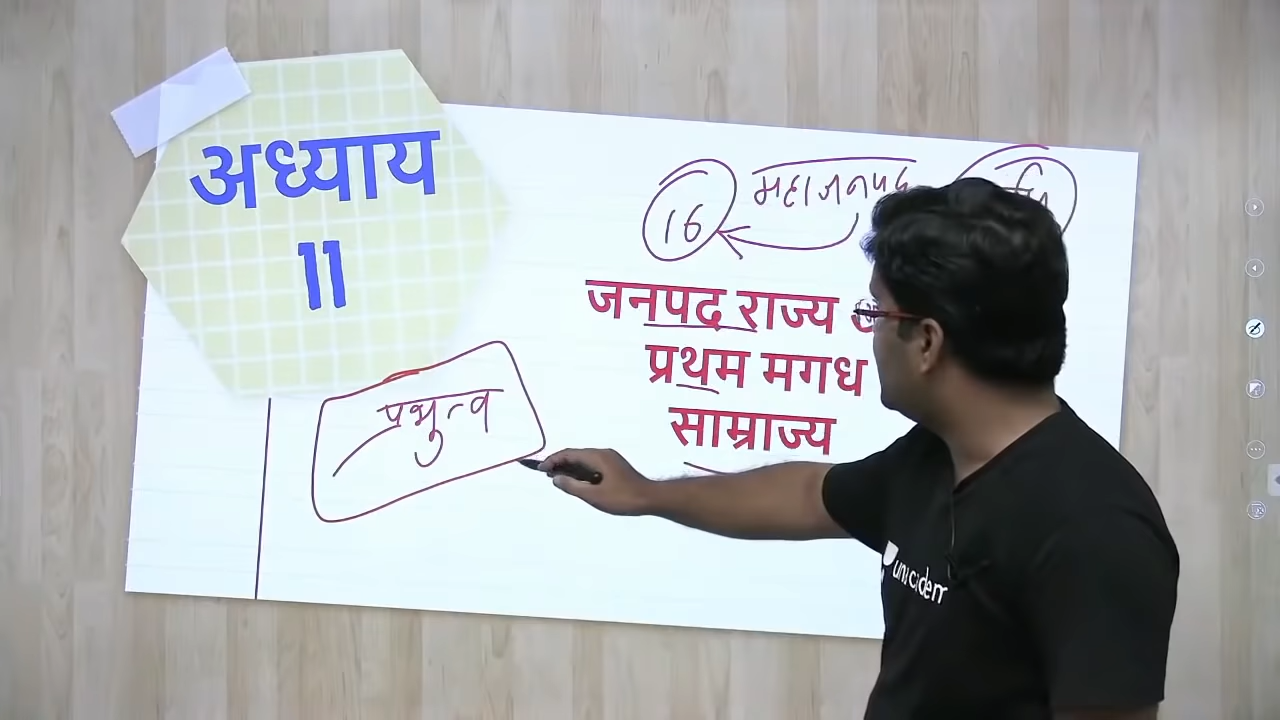 अध्याय
11
16 महाजनपद
जनपद राज्य
प्रथम मगध
साम्राज्य
प्रभुत्व
unacademy